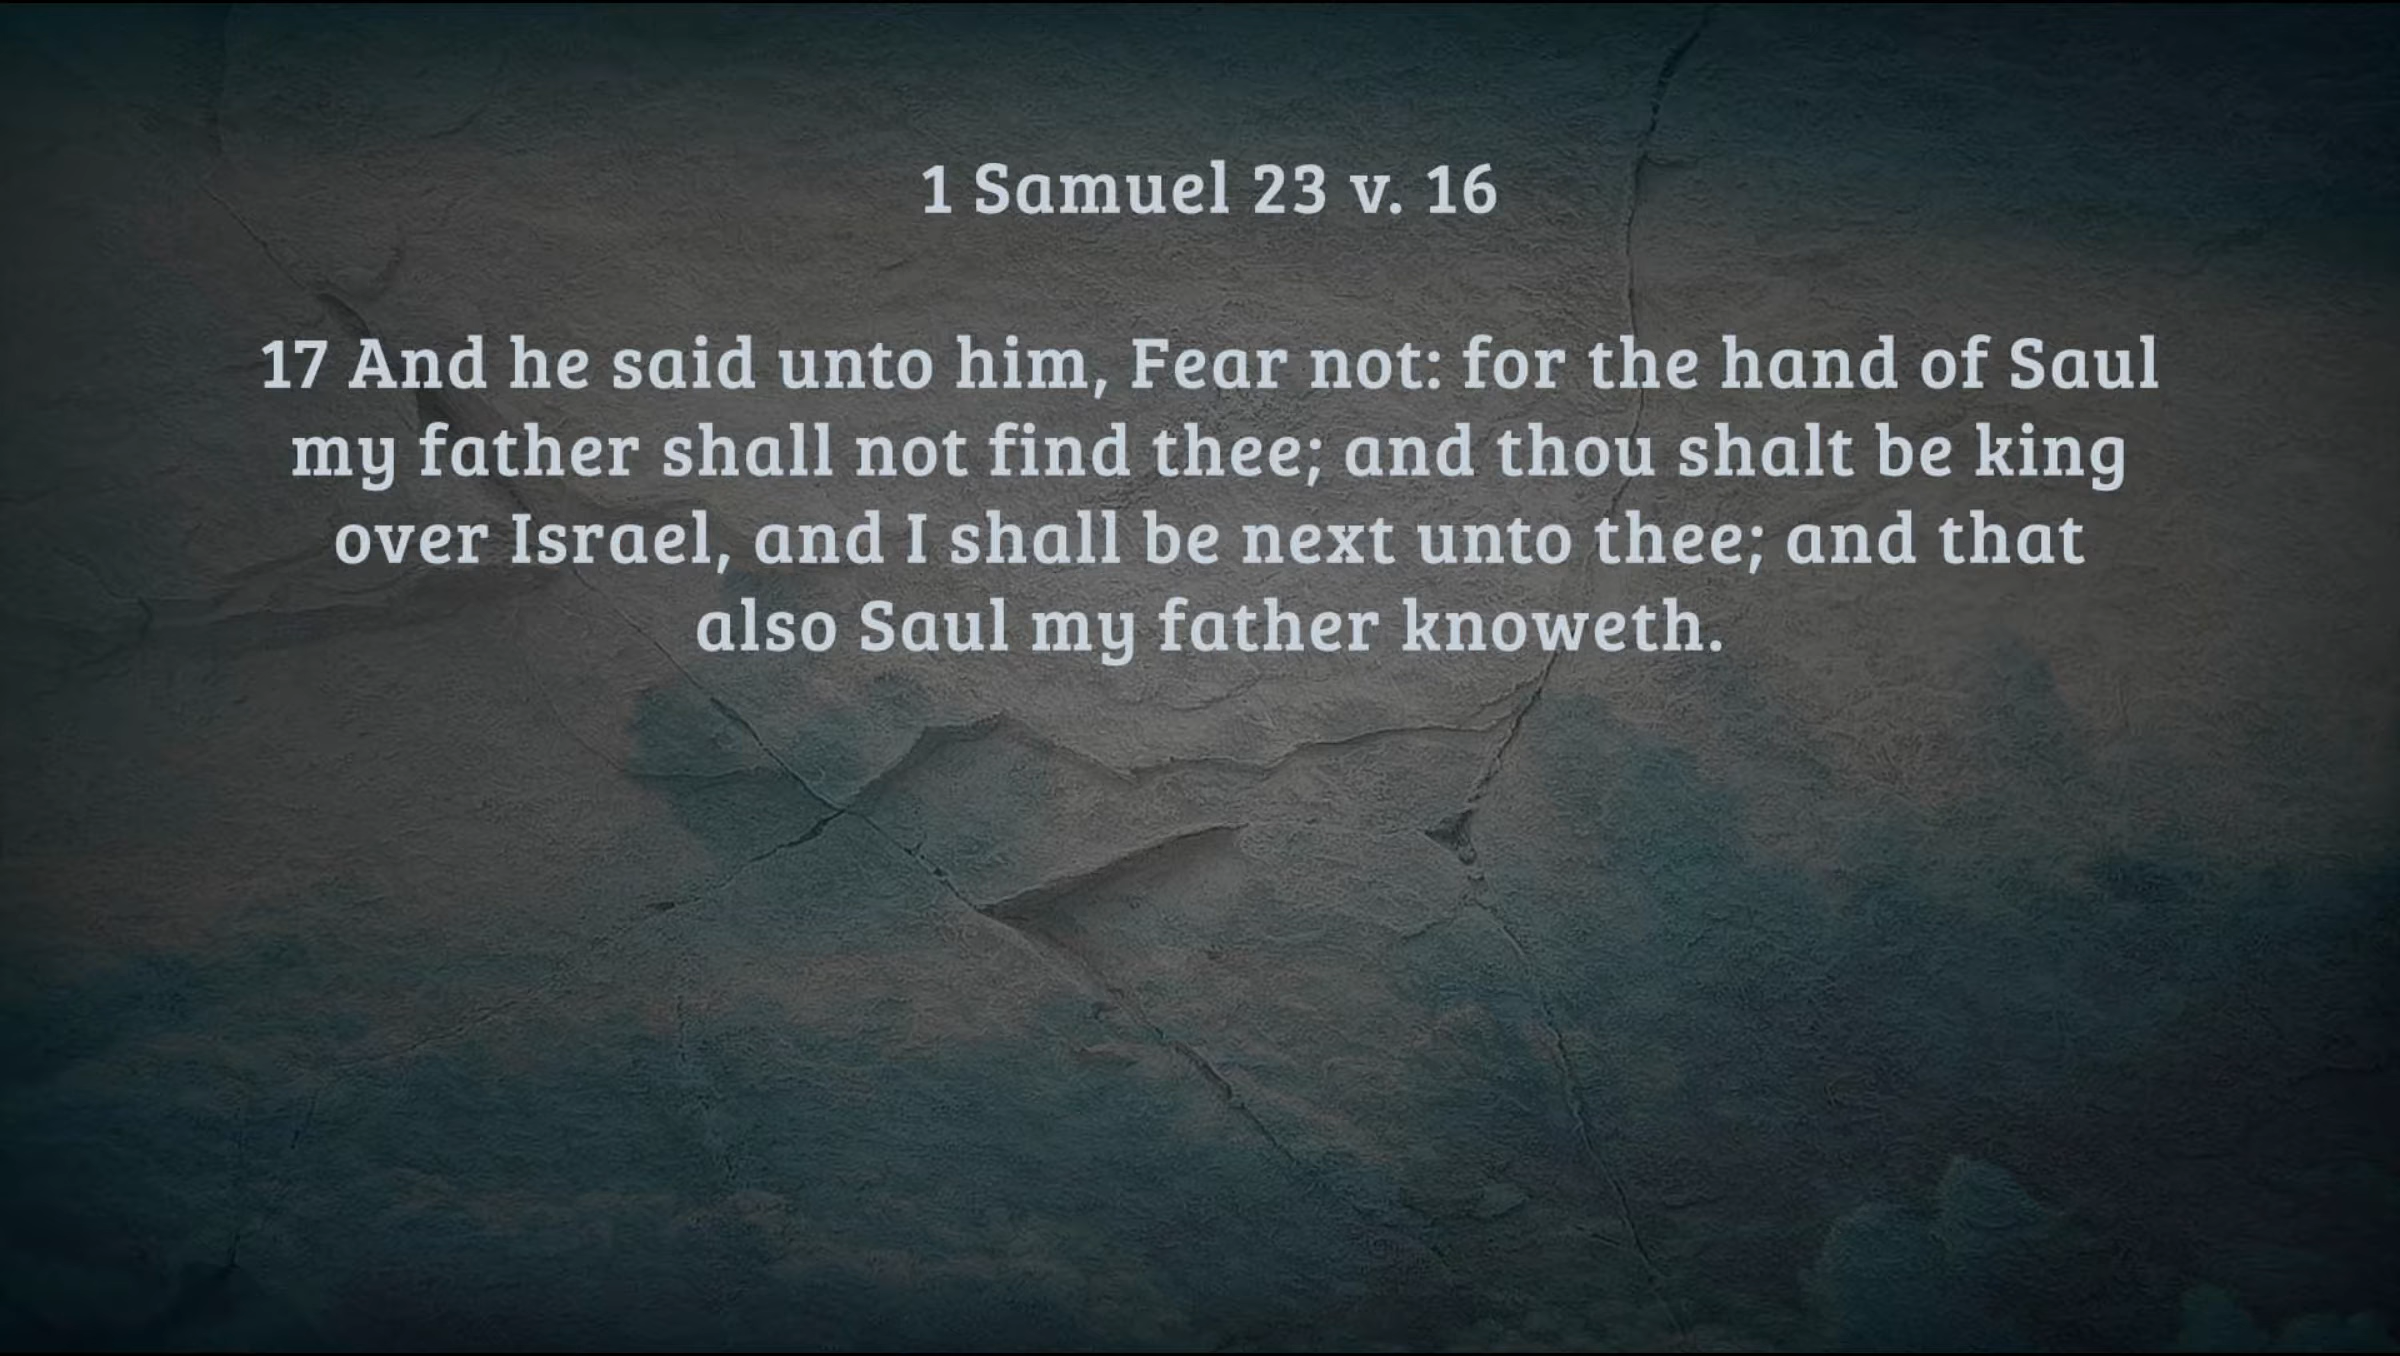 1 Samuel 23 v. 16
17 And he said unto him, Fear not: for the hand of Saul
my father shall not find thee; and thou shalt be king
over Israel, and I shall be next unto thee; and that
also Saul my father knoweth.